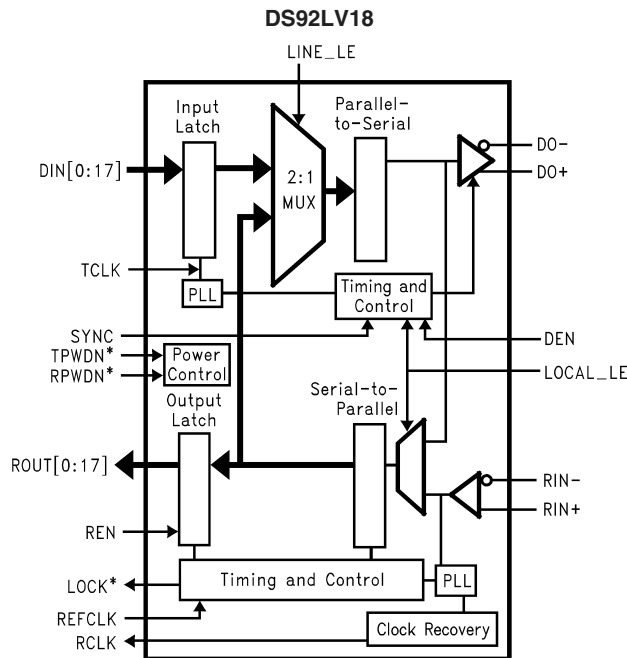 DS92LV18
LINE_LE
Input
Latch
Parallel-
to-Serial
DIN[0:17]
2:1
MUX
DO-
DO+
TCLK
PLL
Timing and
Control
SYNC
DEN
TPWDN*
RPWDN*
Power
Control
LOCAL_LE
Output
Latch
Serial-to-
Parallel
ROUT[0:17]
RIN-
RIN+
REN
LOCK*
Timing and Control
PLL
REFCLK
RCLK
Clock Recovery